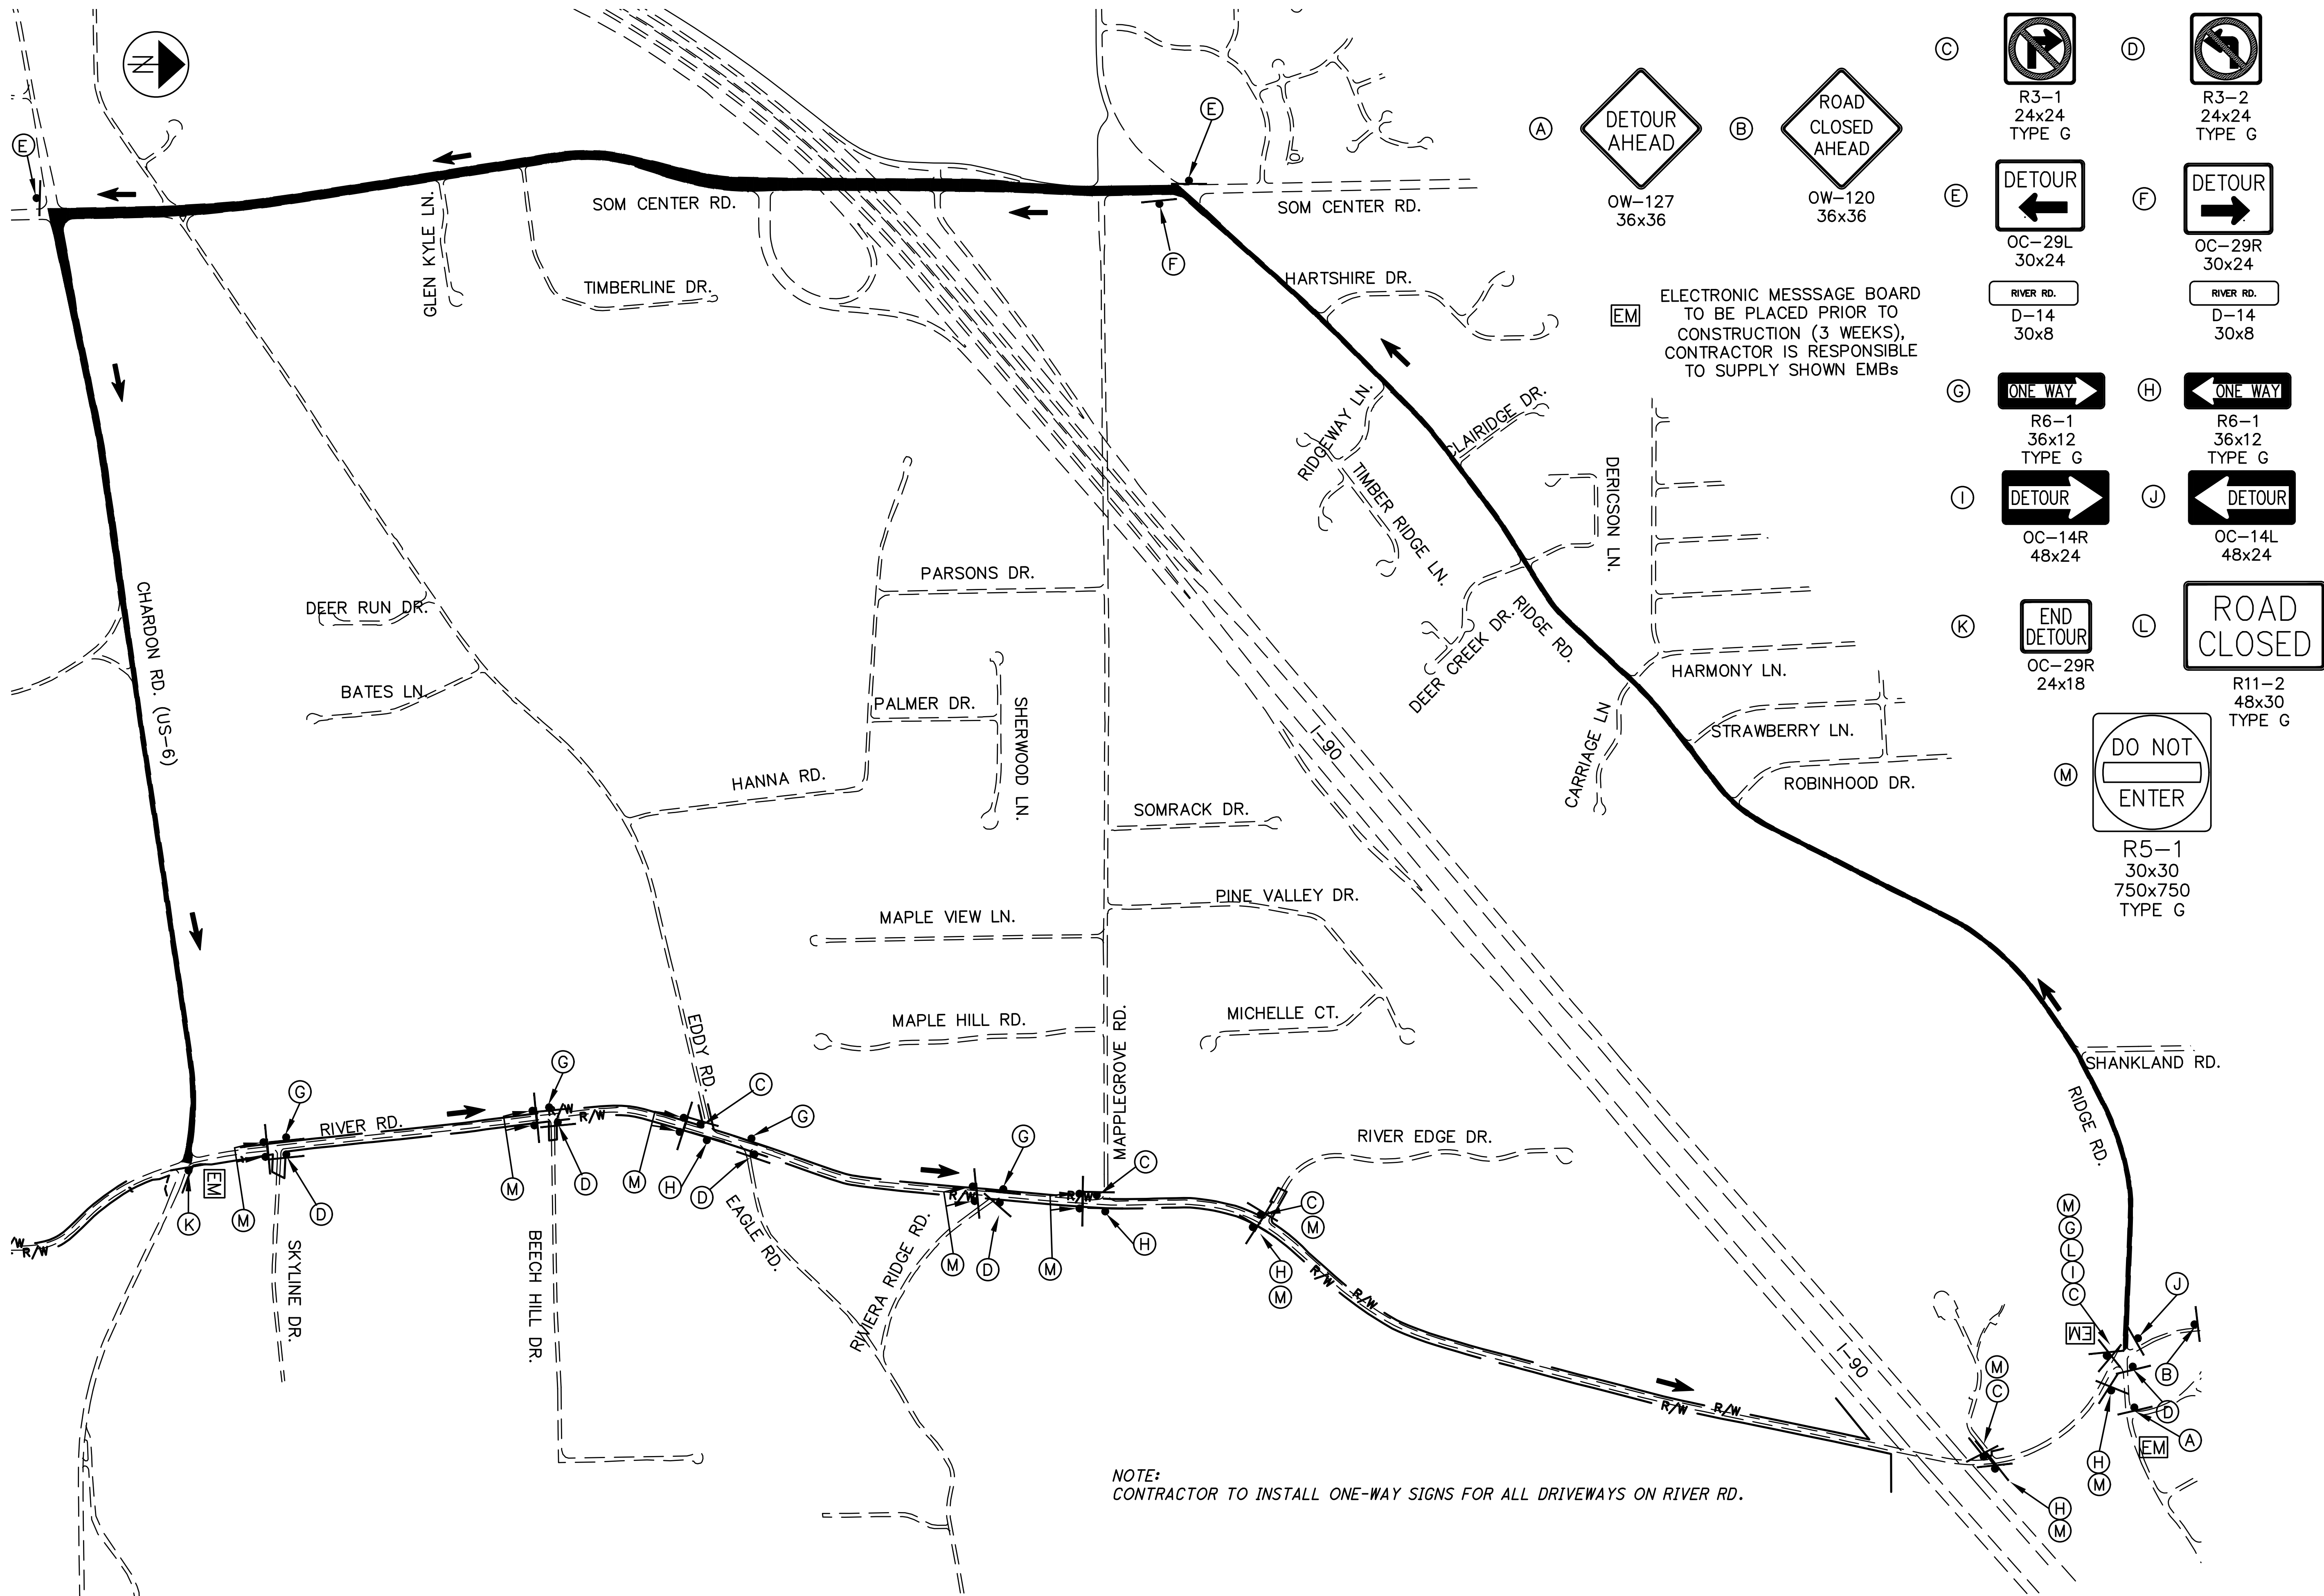 N
E
E
F
SOM CENTER RD.
SOM CENTER RD.
GLEN KYLE LN.
TIMBERLINE DR.
HARTSHIRE DR.
RIDGEWAY LN.
CLAIRIDGE DR.
TIMBER RIDGE LN.
DERICSON LN.
DEER CREEK DR.
RIDGE RD.
HARMONY LN.
CARRIAGE LN
STRAWBERRY LN.
ROBINHOOD DR.
SHANKLAND RD.
RIDGE RD.
CHARDON RD. (US-6)
DEER RUN DR.
BATES LN.
HANNA RD.
PARSONS DR.
PALMER DR.
SHERWOOD LN.
SOMRACK DR.
I-90
MAPLE VIEW LN.
PINE VALLEY DR.
MAPLE HILL RD.
MICHELLE CT.
MAPPLEGROVE RD.
EDDY RD.
RIVER RD.
RIVER EDGE DR.
SKYLINE DR.
BEECH HILL DR.
EAGLE RD.
RIVIERA RIDGE RD.
I-90
/W
R/W
R/W
R/W
R/W
R/W
R/W
R/W
R/W
R/W
K
EM
M
G
D
M
G
D
M
C
H
D
G
M
G
D
M
C
H
C
M
H
M
M
C
H
M
M
G
L
I
C
EM
J
B
D
A
EM
H
M
NOTE:
CONTRACTOR TO INSTALL ONE-WAY SIGNS FOR ALL DRIVEWAYS ON RIVER RD.
A
DETOUR
AHEAD
OW-127
36x36
B
ROAD
CLOSED
AHEAD
OW-120
36x36
EM
ELECTRONIC MESSSAGE BOARD
TO BE PLACED PRIOR TO
CONSTRUCTION (3 WEEKS),
CONTRACTOR IS RESPONSIBLE
TO SUPPLY SHOWN EMBs
C
R3-1
24x24
TYPE G
D
R3-2
24x24
TYPE G
E
DETOUR
OC-29L
30x24
RIVER RD.
D-14
30x8
F
DETOUR
OC-29R
30x24
RIVER RD.
D-14
30x8
G
ONE WAY
R6-1
36x12
TYPE G
H
ONE WAY
R6-1
36x12
TYPE G
I
DETOUR
OC-14R
48x24
J
DETOUR
OC-14L
48x24
K
END
DETOUR
OC-29R
24x18
L
ROAD
CLOSED
R11-2
48x30
TYPE G
M
DO NOT
ENTER
R5-1
30x30
750x750
TYPE G